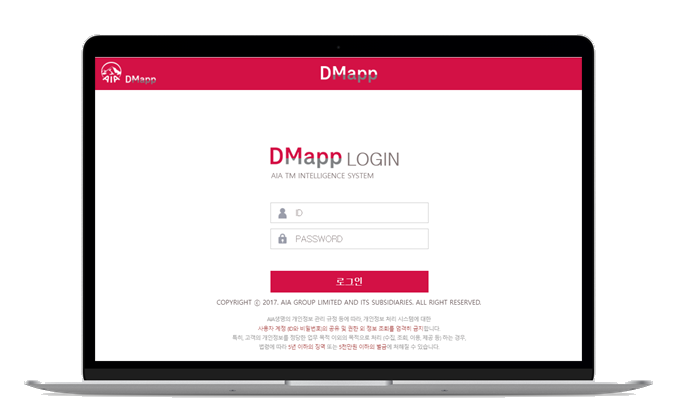 AIA DMapp
DMapp
DMapp LOGIN
AIA TM INTELLIGENCE SYSTEM
ID
PASSWORD
로그인
COPYRIGHT ⓒ 2017. AIA GROUP LIMITED AND ITS SUBSIDIARIES. ALL RIGHT RESERVED.
AIA생명의 개인정보 관리 규정 등에 따라, 개인정보 처리 시스템에 대한
사용자 계정 (ID와 비밀번호)의 공유 및 권한 외 정보 조회를 엄격히 금지합니다.
특히, 고객의 개인정보를 정당한 업무 목적 이외의 목적으로 처리 (수집, 조회, 이용, 제공 등) 하는 경우,
법령에 따라 5년 이하의 징역 또는 5천만원 이하의 벌금에 처해질 수 있습니다.